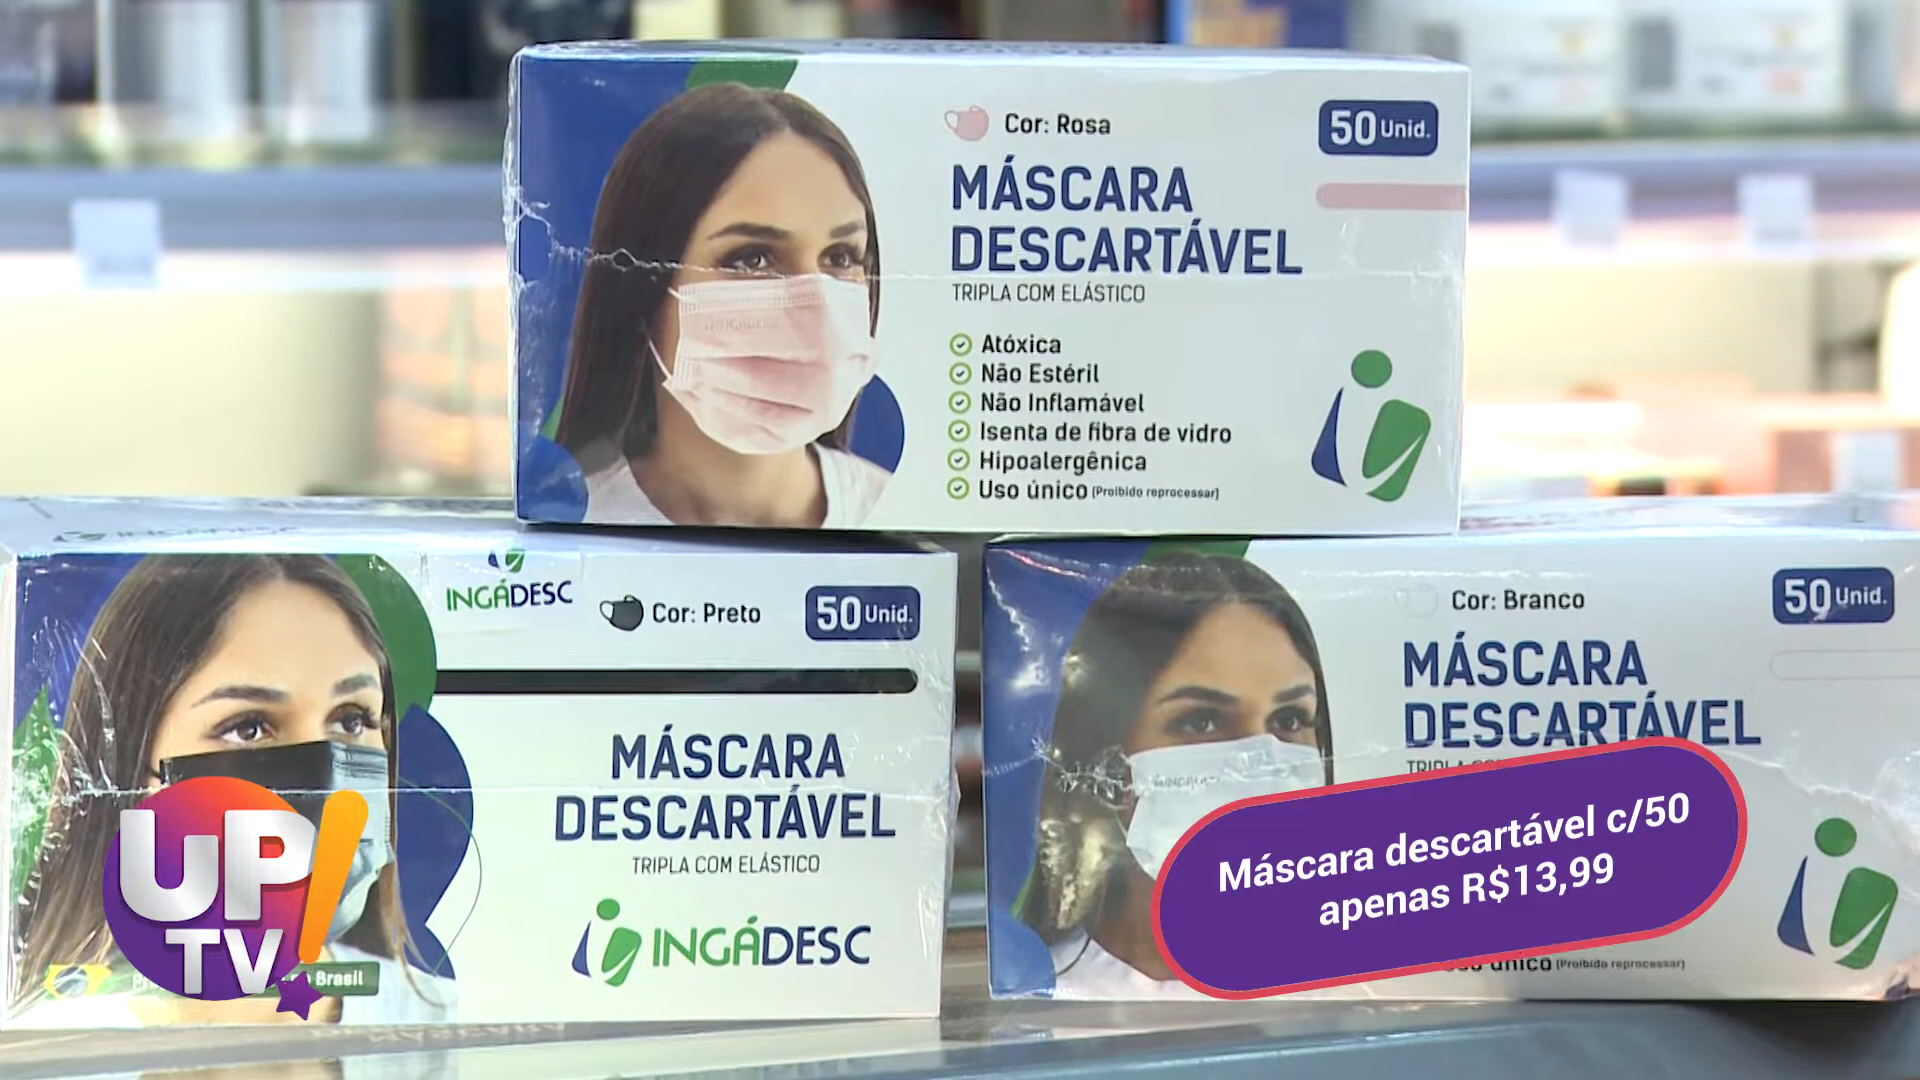 Cor: Rosa
50 Unid.
MÁSCARA
DESCARTÁVEL
TRIPLA COM ELÁSTICO
Atóxica
Não Estéril
Não Inflamável
Isenta de fibra de vidro
Hipoalergênica
Uso único (Proibido reprocessar)
INGÁDESC
Cor: Preto
50 Unid.
MÁSCARA
DESCARTÁVEL
TRIPLA COM ELÁSTICO
INGÁDESC
Brasil
Cor: Branco
50 Unid.
MÁSCARA
DESCARTÁVEL
único (Proibido reprocessar)
UP!
TV
Máscara descartável c/50
apenas R$13,99